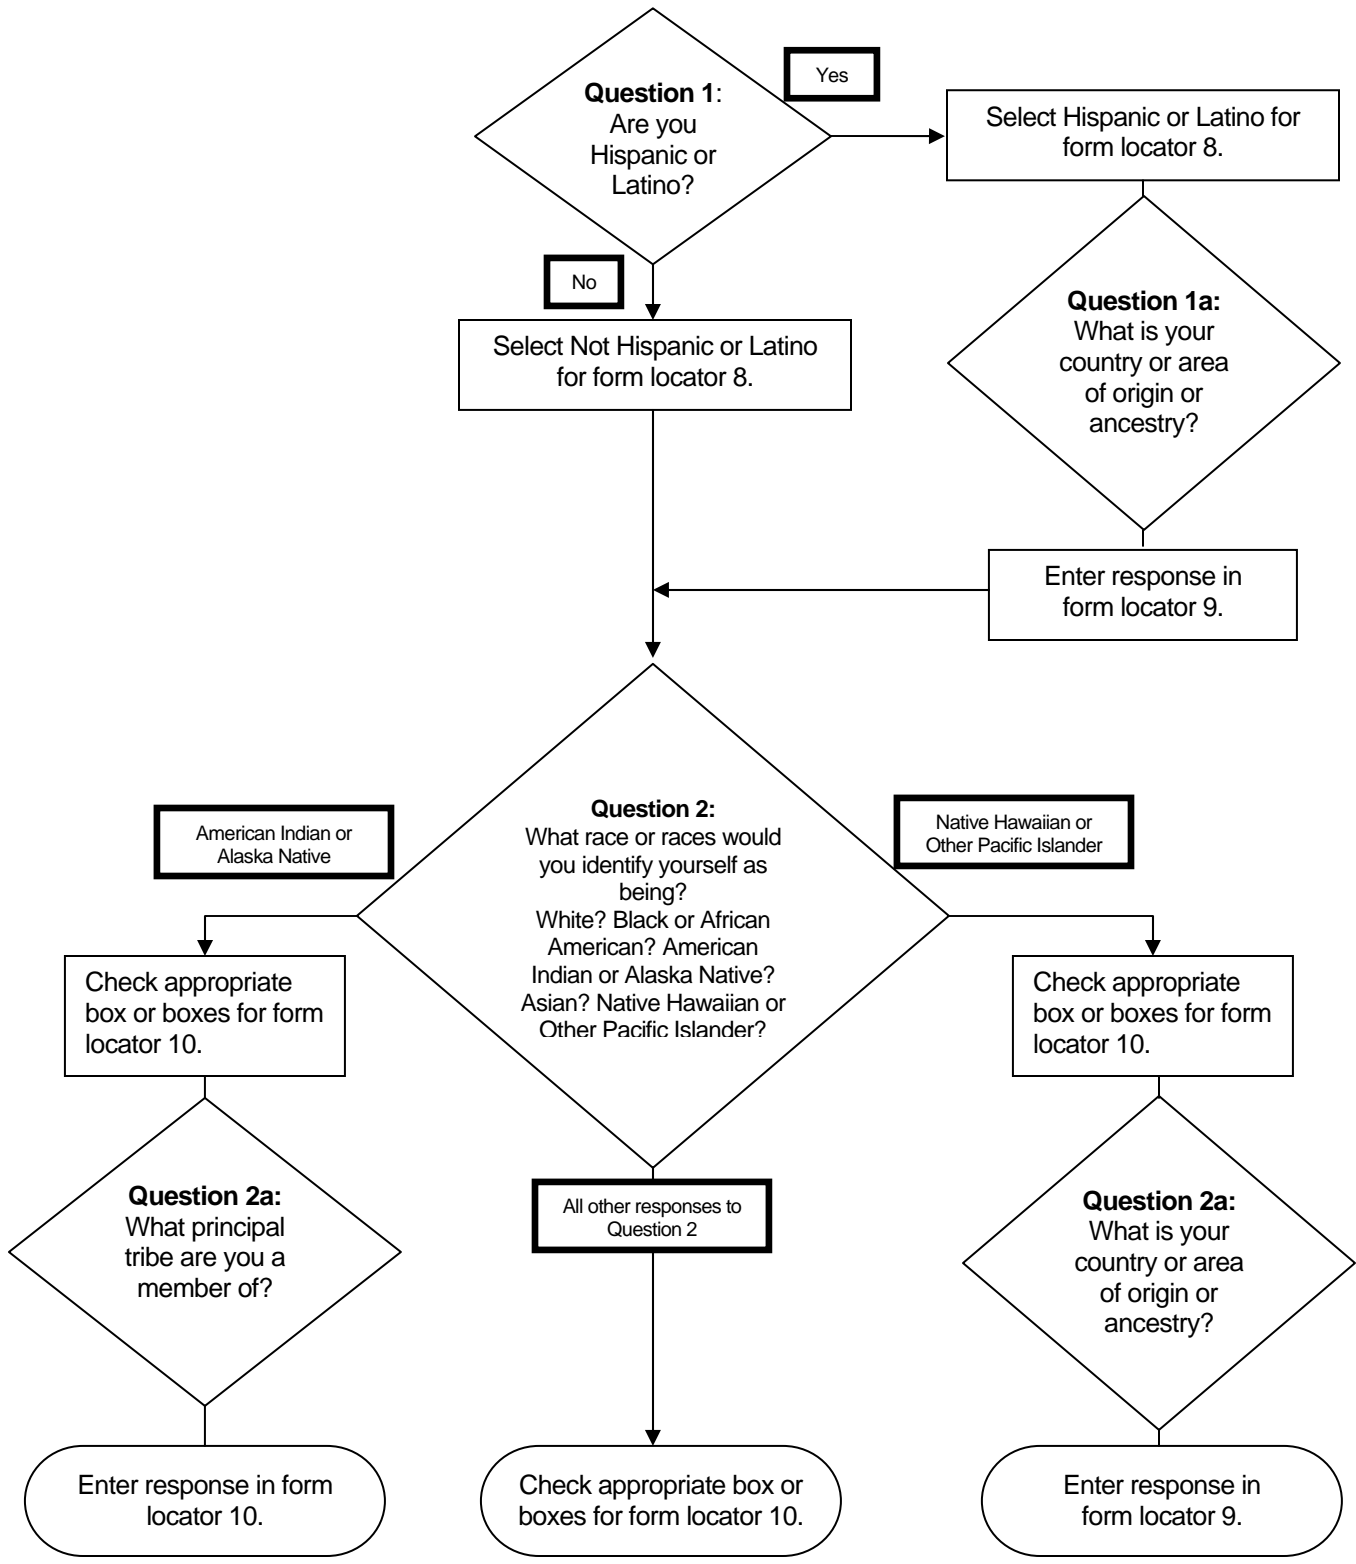 Question 1:
Are you
Hispanic or
Latino?
Yes
Select Hispanic or Latino for
form locator 8.
No
Select Not Hispanic or Latino
for form locator 8.
Question 1a:
What is your
country or area
of origin or
ancestry?
Enter response in
form locator 9.
American Indian or
Alaska Native
Question 2:
What race or races would
you identify yourself as
being?
White? Black or African
American? American
Indian or Alaska Native?
Asian? Native Hawaiian or
Other Pacific Islander?
Native Hawaiian or
Other Pacific Islander
Check appropriate
box or boxes for form
locator 10.
Check appropriate
box or boxes for form
locator 10.
Question 2a:
What principal
tribe are you a
member of?
All other responses to
Question 2
Question 2a:
What is your
country or area
of origin or
ancestry?
Enter response in form
locator 10.
Check appropriate box or
boxes for form locator 10.
Enter response in
form locator 9.